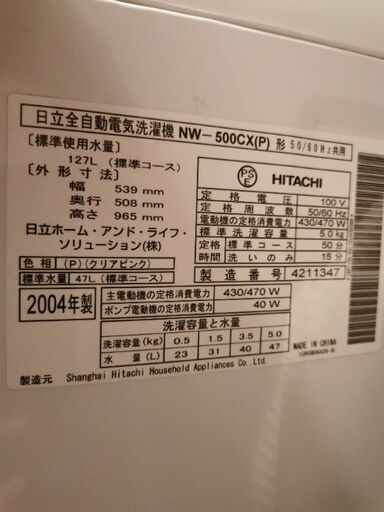 日立全自動電気洗濯機 NW-500CX(P) 形 50/60Hz共用
〔標準使用水量〕
127L (標準コース)
〔外形寸法〕
幅 539 mm
奥行 508 mm
高さ 965 mm
日立ホーム・アンド・ライフ・
ソリューション(株)
色相 (P)(クリアピンク)
標準水量 47L (標準コース)
PSE HITACHI
定格電圧 100 V
定格周波数 50/60 Hz
電動機の定格消費電力 430/470 W
標準洗濯容量 5.0kg
定格時間 標準コース 50分
洗いのみ 15分
製造番号 4211347
2004年製
主電動機の定格消費電力 430/470 W
ポンプ電動機の定格消費電力 40 W
洗濯容量と水量
洗濯容量(kg) 0.5 1.5 3.5 5.0
水量(L) 23 31 40 47
MADE IN CHINA
製造元 Shanghai Hitachi Household Appliances Co.,Ltd.